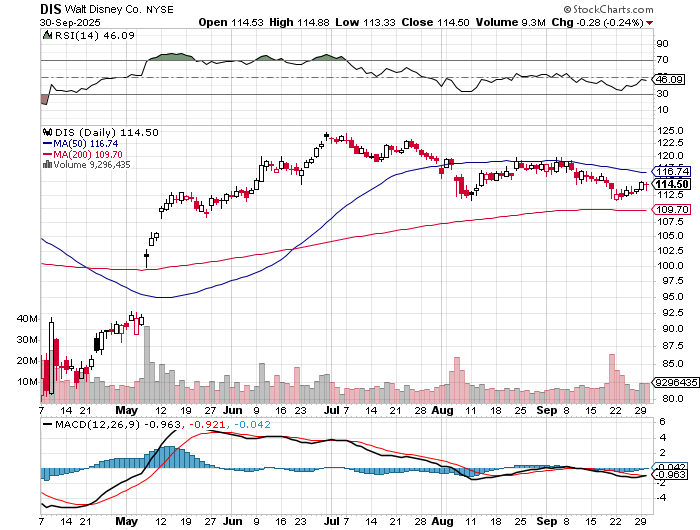 DIS Walt Disney Co. NYSE © StockCharts.com
30-Sep-2025 Open 114.53 High 114.88 Low 113.33 Close 114.50 Volume 9.3M Chg -0.28 (-0.24%)
RSI(14) 46.09
90
70
50
46.09
30
10
DIS (Daily) 114.50
MA(50) 116.74
MA(200) 109.70
Volume 9,296,435
125.0
122.5
120.0
117.5
116.74
114.50
112.5
109.70
107.5
105.0
102.5
100.0
97.5
95.0
92.5
90.0
87.5
85.0
82.5
80.0
40M
30M
20M
10M
9296435
7 14 21 May 12 19 27 Jun 9 16 23 Jul 7 14 21 28 Aug 11 18 25 Sep 8 15 22 29
MACD(12,26,9) -0.963, -0.921, -0.042
6
4
2
-0.042
-0.963
-2
-4
7 14 21 May 12 19 27 Jun 9 16 23 Jul 7 14 21 28 Aug 11 18 25 Sep 8 15 22 29